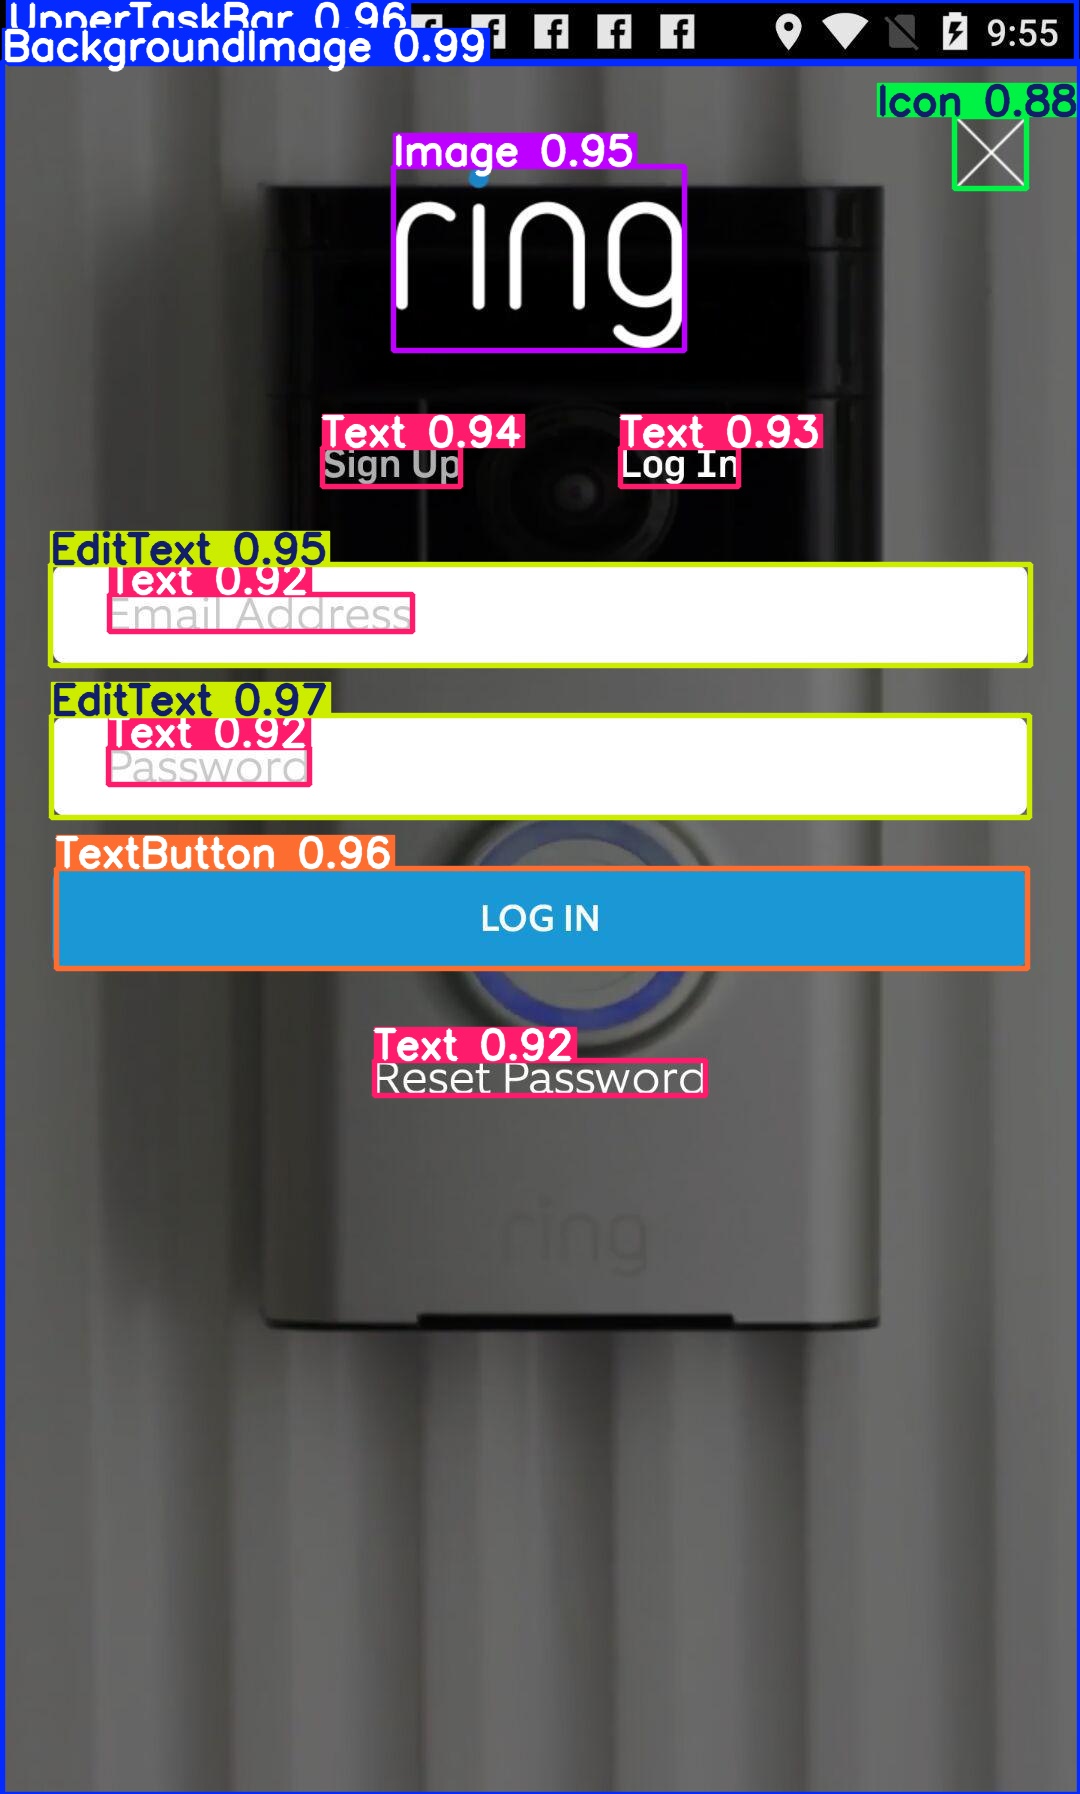 UpperTaskBar 0.96
9:55
BackgroundImage 0.99
Icon 0.88
Image 0.95
ring
Text 0.94
Text 0.93
Sign Up
Log In
EditText 0.95
Text 0.92
Email Address
EditText 0.97
Text 0.92
Password
TextButton 0.96
LOG IN
Text 0.92
Reset Password
ring